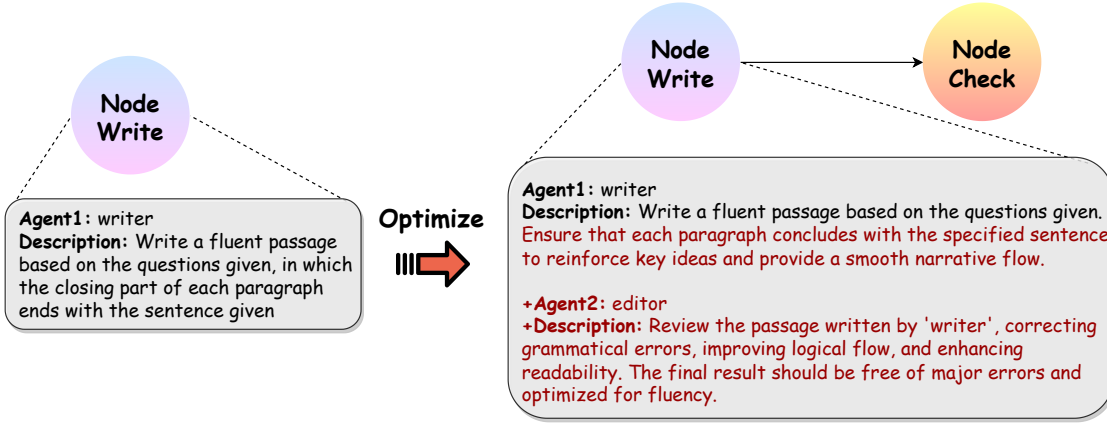 Node
Write
Agent1: writer
Description: Write a fluent passage
based on the questions given, in which
the closing part of each paragraph
ends with the sentence given
Optimize
Node
Write
Node
Check
Agent1: writer
Description: Write a fluent passage based on the questions given.
Ensure that each paragraph concludes with the specified sentence
to reinforce key ideas and provide a smooth narrative flow.
+Agent2: editor
+Description: Review the passage written by 'writer', correcting
grammatical errors, improving logical flow, and enhancing
readability. The final result should be free of major errors and
optimized for fluency.